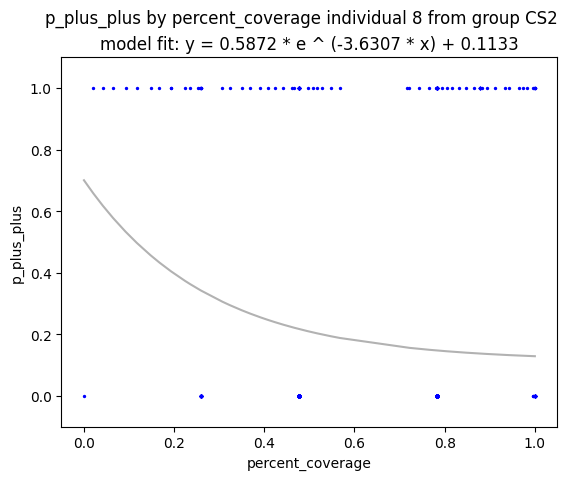 p_plus_plus by percent_coverage individual 8 from group CS2
model fit: y = 0.5872 * e ^ (-3.6307 * x) + 0.1133
1.0
0.8
0.6
0.4
0.2
0.0
p_plus_plus
0.0 0.2 0.4 0.6 0.8 1.0
percent_coverage